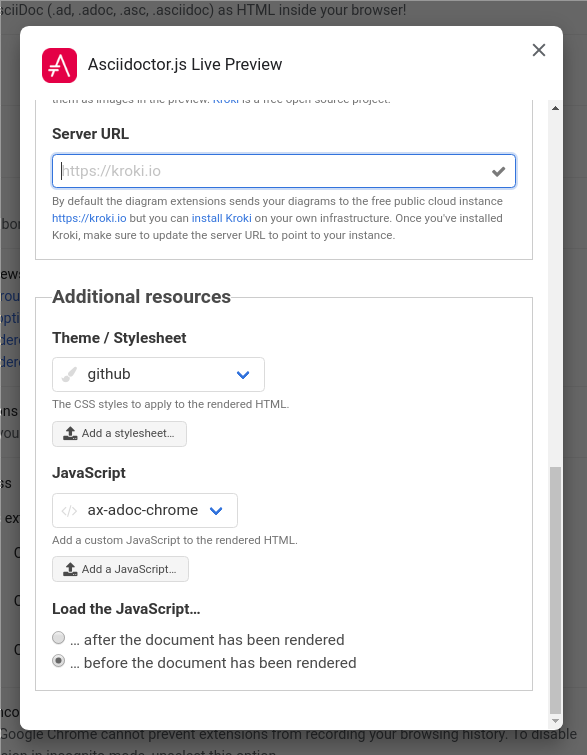 sciiDoc (.ad, .adoc, .asc, .asciidoc) as HTML inside your browser!
Asciidoctor.js Live Preview
them as images in the preview. Kroki is a free open source project.
Server URL
https://kroki.io
By default the diagram extensions sends your diagrams to the free public cloud instance
https://kroki.io but you can install Kroki on your own infrastructure. Once you've installed
Kroki, make sure to update the server URL to point to your instance.
Additional resources
Theme / Stylesheet
github
The CSS styles to apply to the rendered HTML.
Add a stylesheet...
JavaScript
</> ax-adoc-chrome
Add a custom JavaScript to the rendered HTML.
Add a JavaScript...
Load the JavaScript...
... after the document has been rendered
... before the document has been rendered
Google Chrome cannot prevent extensions from recording your browsing history. To disable